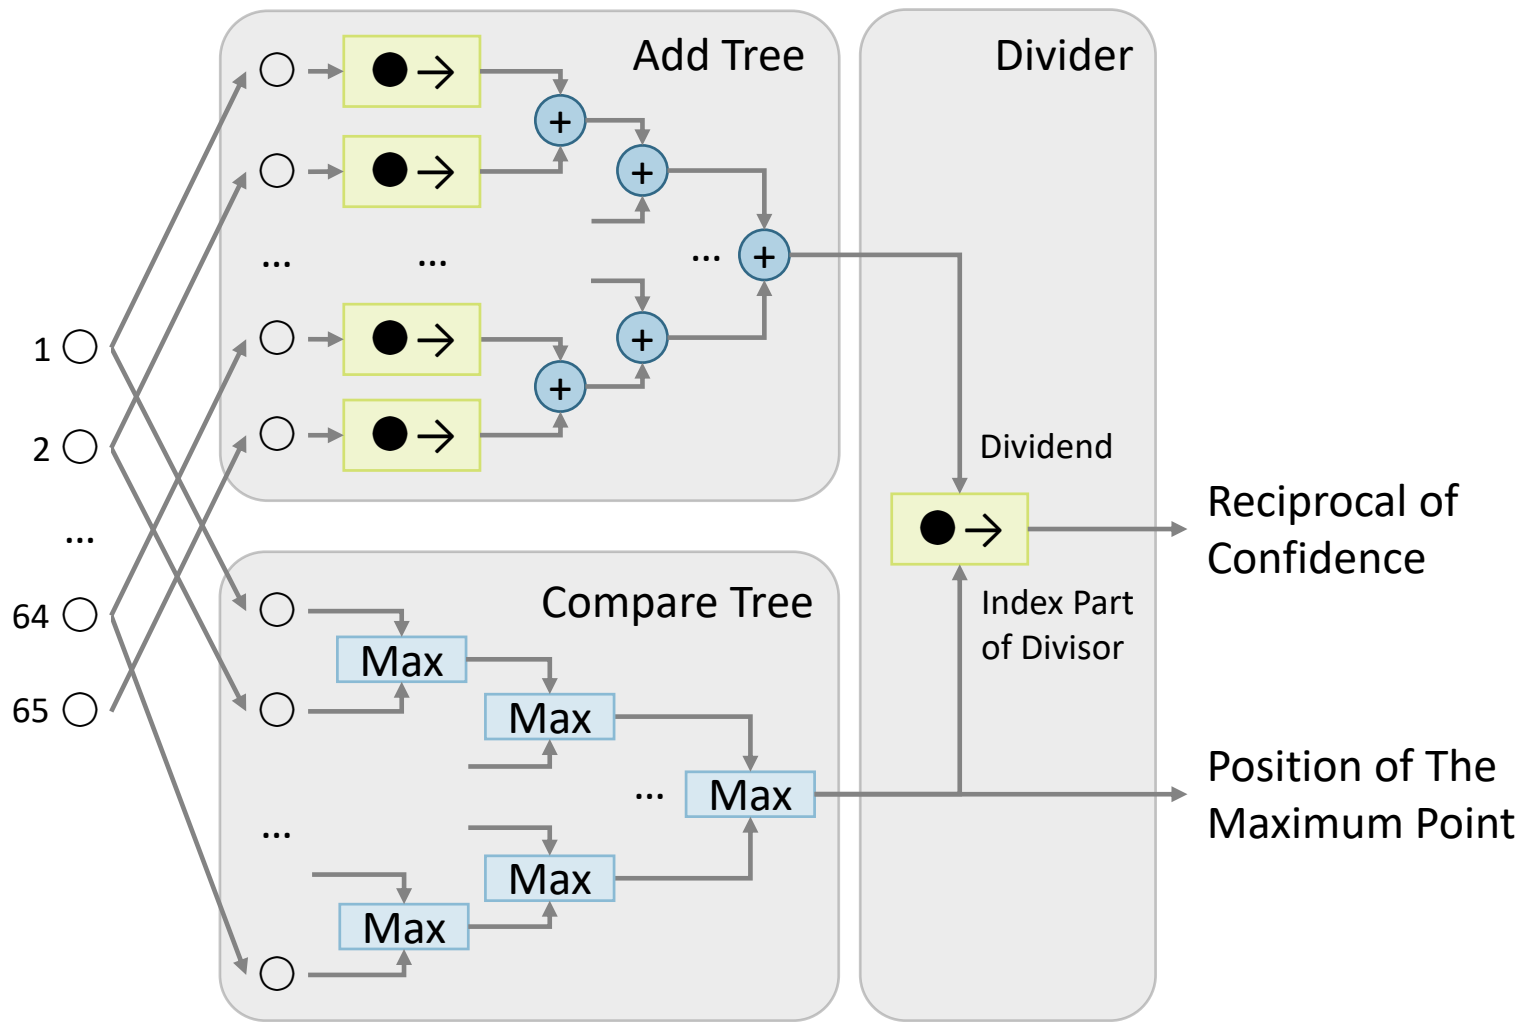 Add Tree
Divider
+
+
+
...
...
...
+
+
1
+
2
Dividend
Reciprocal of
Confidence
...
Compare Tree
Index Part
of Divisor
64
Max
65
Max
Position of The
Maximum Point
...
Max
...
Max
Max